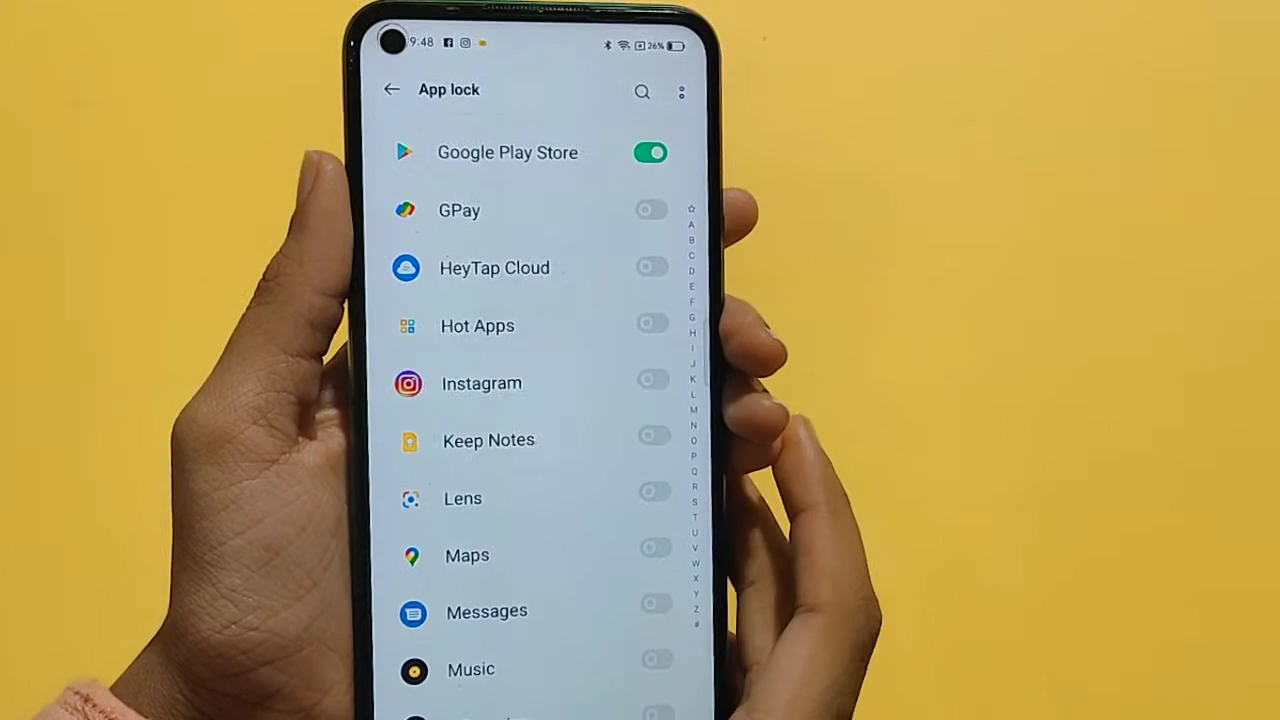 9:48
26%
App lock
Google Play Store
GPay
HeyTap Cloud
Hot Apps
Instagram
Keep Notes
Lens
Maps
Messages
Music
A
B
C
D
E
F
G
H
I
J
K
L
M
N
O
P
Q
R
S
T
U
V
W
X
Y
Z
#